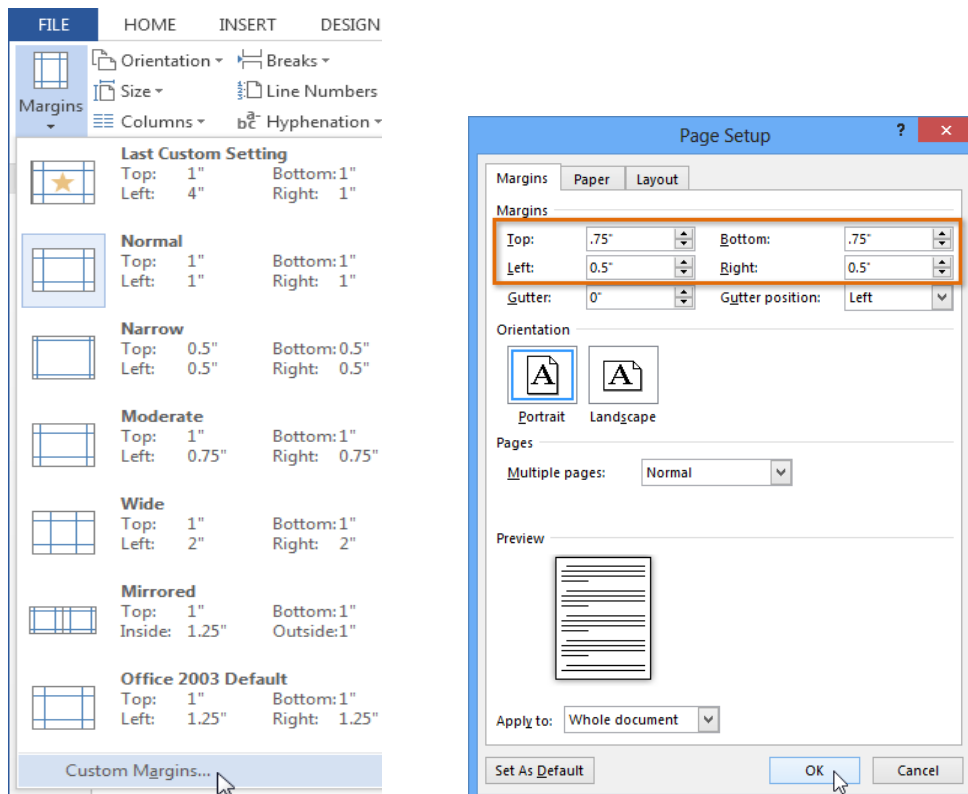 FILE HOME INSERT DESIGN
Orientation Breaks
Size Line Numbers
Margins
Columns Hyphenation
Last Custom Setting
Top: 1" Bottom: 1"
Left: 4" Right: 1"
Normal
Top: 1" Bottom: 1"
Left: 1" Right: 1"
Narrow
Top: 0.5" Bottom: 0.5"
Left: 0.5" Right: 0.5"
Moderate
Top: 1" Bottom: 1"
Left: 0.75" Right: 0.75"
Wide
Top: 1" Bottom: 1"
Left: 2" Right: 2"
Mirrored
Top: 1" Bottom: 1"
Inside: 1.25" Outside: 1"
Office 2003 Default
Top: 1" Bottom: 1"
Left: 1.25" Right: 1.25"
Custom Margins...
Page Setup ? ×
Margins Paper Layout
Margins
Top: .75" Bottom: .75"
Left: 0.5" Right: 0.5"
Gutter: 0" Gutter position: Left
Orientation
A A
Portrait Landscape
Pages
Multiple pages: Normal
Preview
Apply to: Whole document
Set As Default OK Cancel